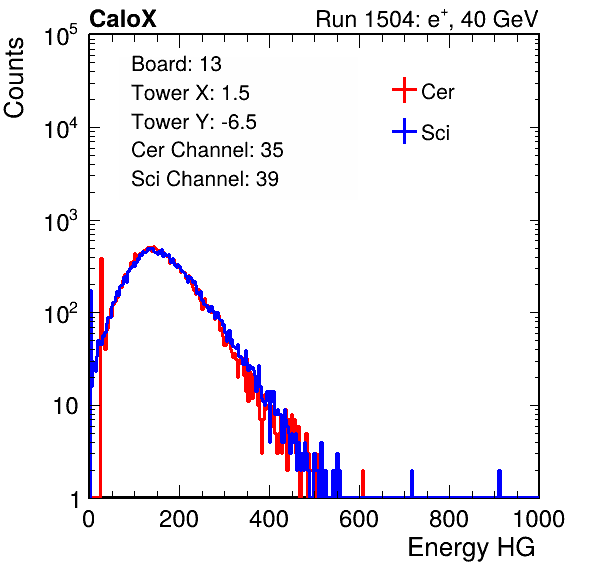 CaloX Run 1504: e⁺, 40 GeV
Counts
10⁵
10⁴
10³
10²
10
1
Board: 13
Tower X: 1.5
Tower Y: -6.5
Cer Channel: 35
Sci Channel: 39
Cer
Sci
0 200 400 600 800 1000
Energy HG